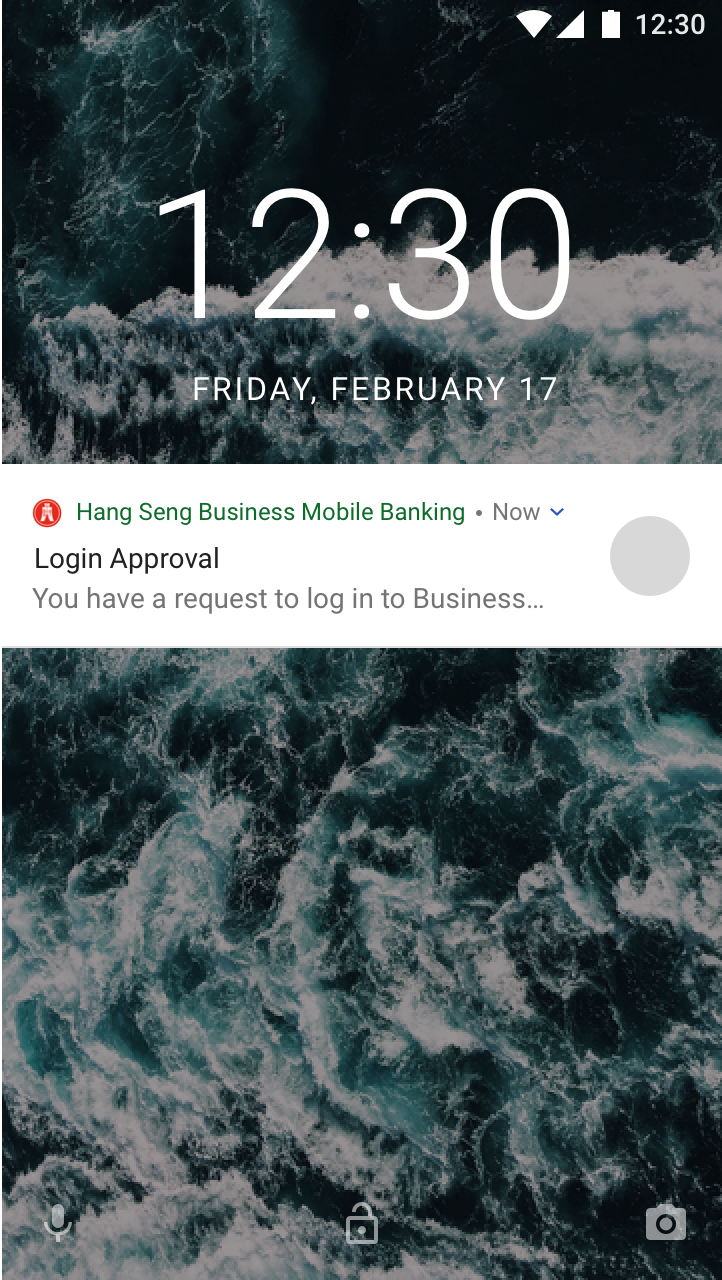 12:30
12:30
FRIDAY, FEBRUARY 17
Hang Seng Business Mobile Banking • Now
Login Approval
You have a request to log in to Business...